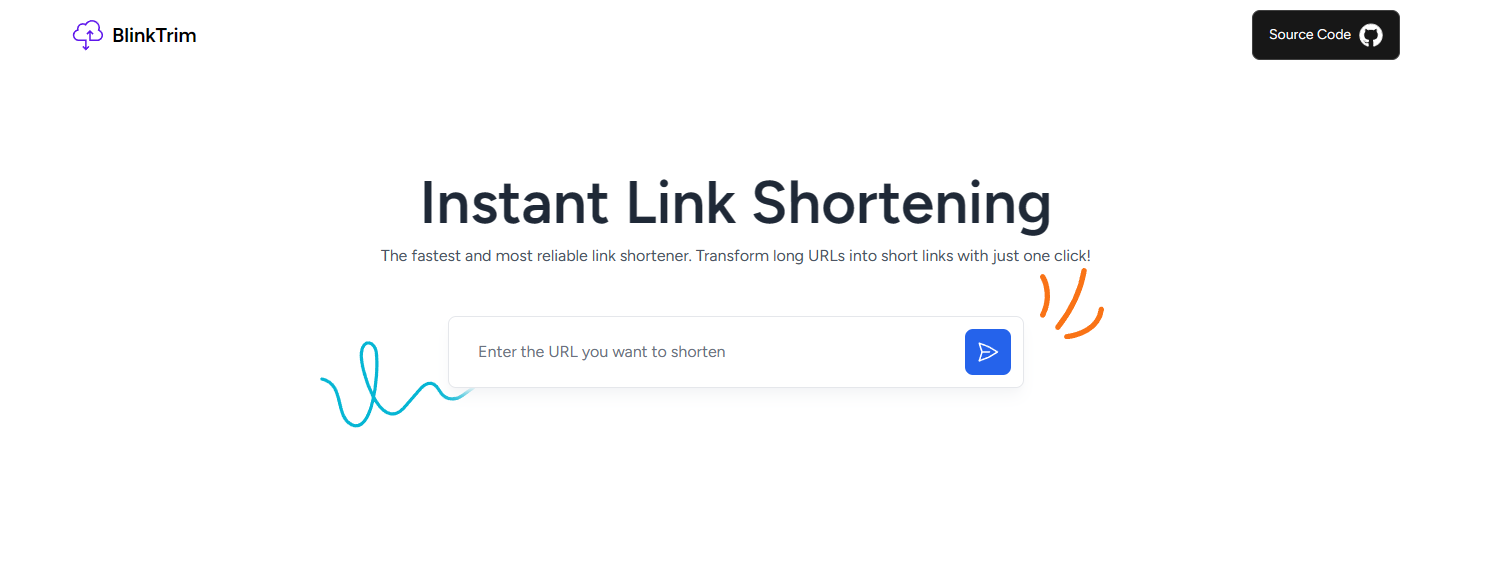 BlinkTrim
Source Code
Instant Link Shortening
The fastest and most reliable link shortener. Transform long URLs into short links with just one click!
Enter the URL you want to shorten